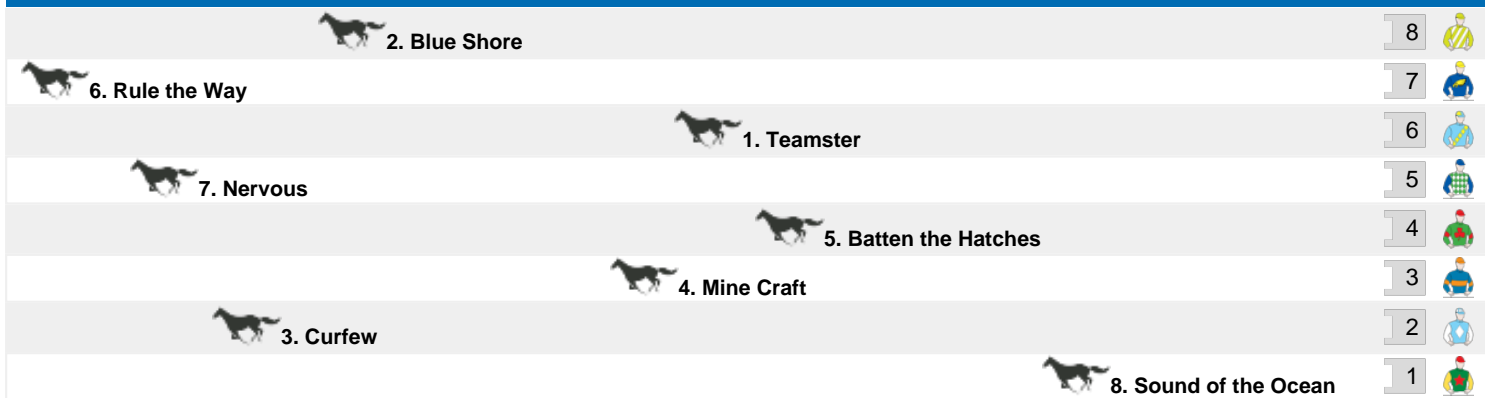 2. Blue Shore 8
6. Rule the Way 7
1. Teamster 6
7. Nervous 5
5. Batten the Hatches 4
4. Mine Craft 3
3. Curfew 2
8. Sound of the Ocean 1